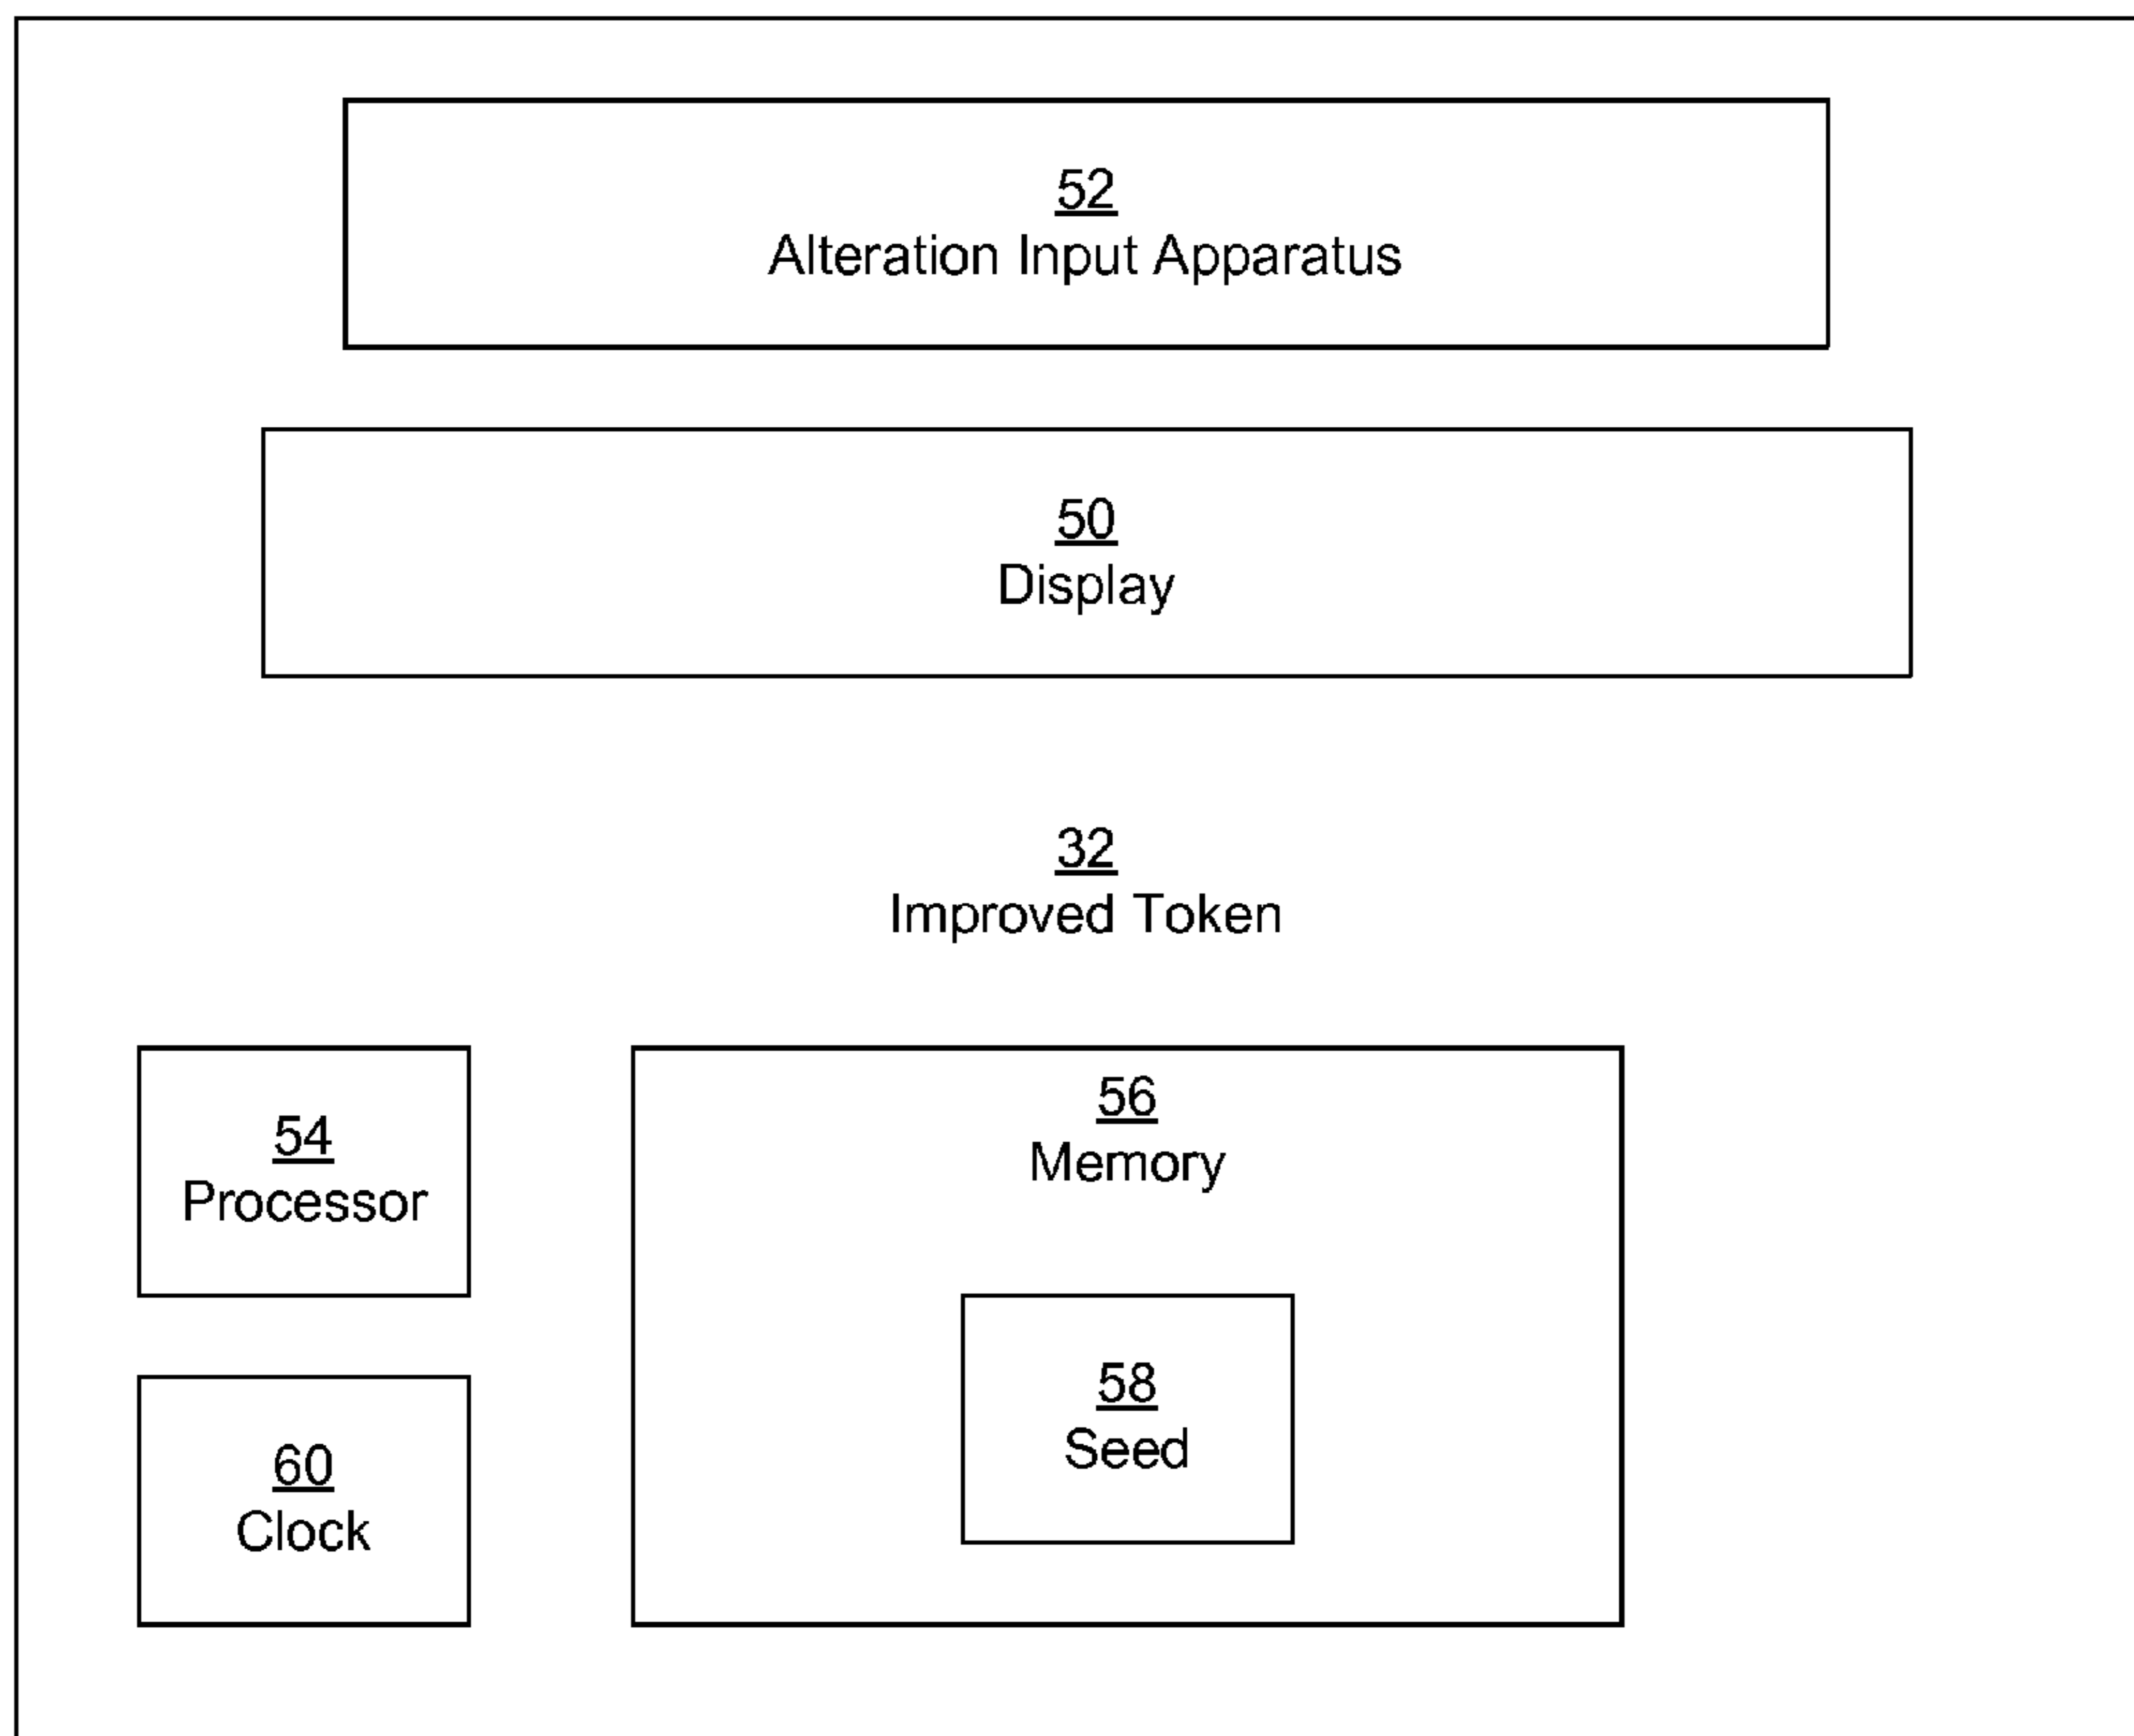 52
Alteration Input Apparatus
50
Display
32
Improved Token
54
Processor
56
Memory
58
Seed
60
Clock